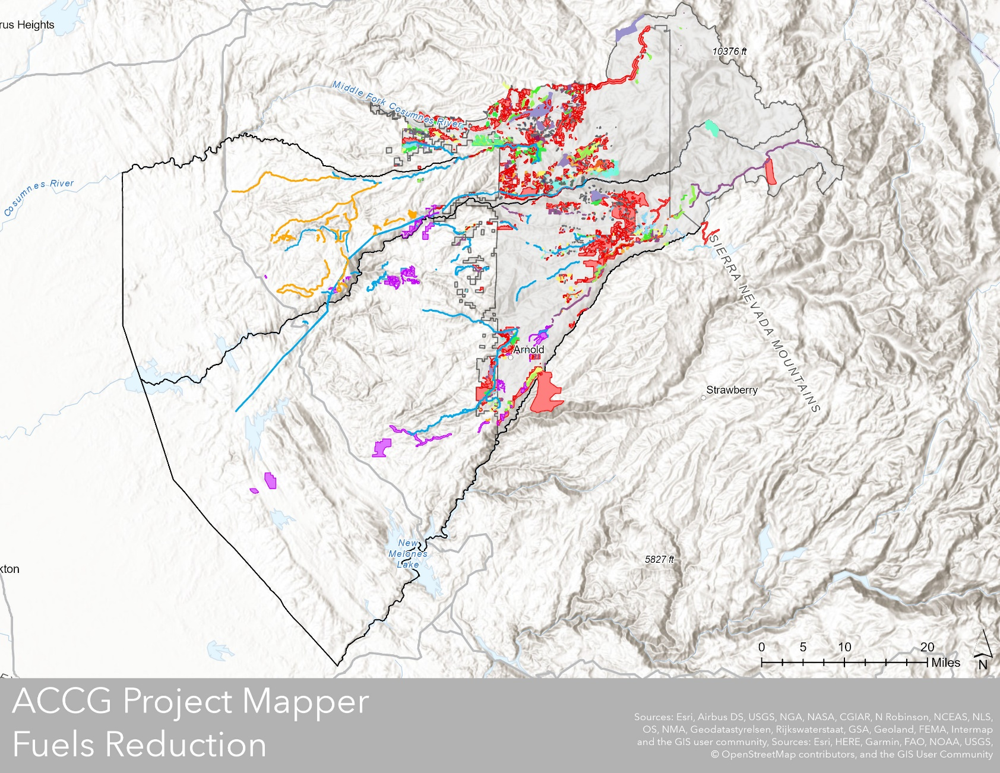 rus Heights
10376 ft
Middle Fork Cosumnes River
Cosumnes River
SIERRA NEVADA MOUNTAINS
Arnold
Strawberry
New
Melones
Lake
5827 ft
kton
0 5 10 20
Miles
N
ACCG Project Mapper
Fuels Reduction
Sources: Esri, Airbus DS, USGS, NGA, NASA, CGIAR, N Robinson, NCEAS, NLS,
OS, NMA, Geodatastyrelsen, Rijkswaterstaat, GSA, Geoland, FEMA, Intermap
and the GIS user community, Sources: Esri, HERE, Garmin, FAO, NOAA, USGS,
© OpenStreetMap contributors, and the GIS User Community